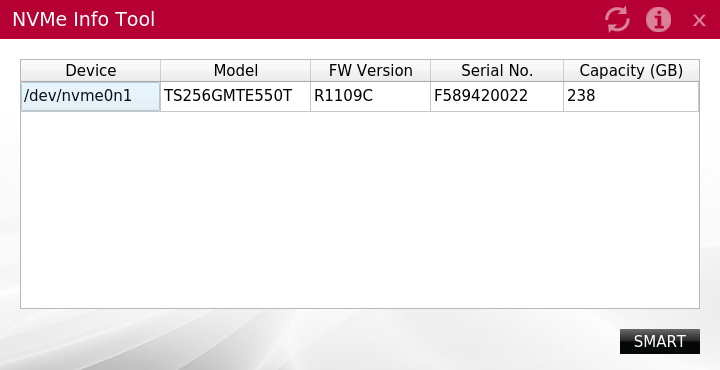 NVMe Info Tool
Device Model FW Version Serial No. Capacity (GB)
/dev/nvme0n1 TS256GMTE550T R1109C F589420022 238
SMART